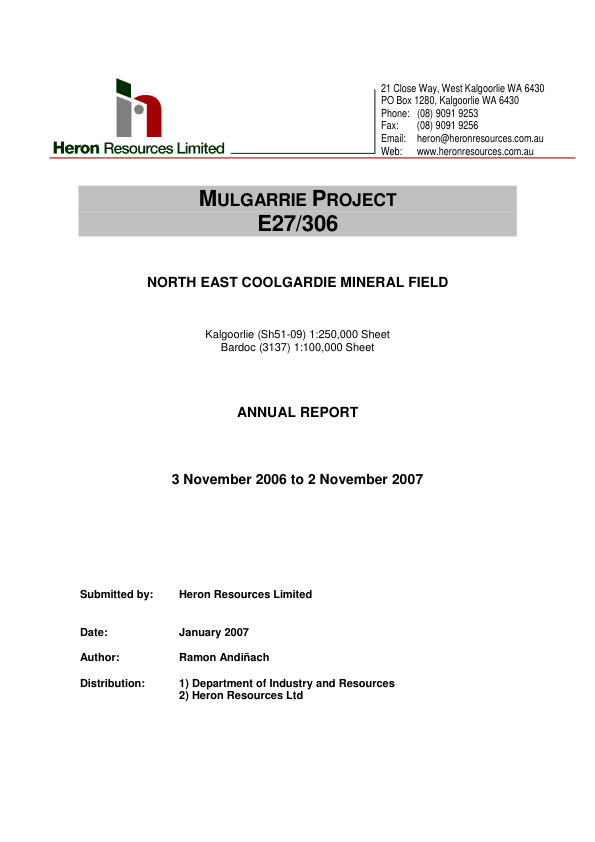 Heron Resources Limited
21 Close Way, West Kalgoorlie WA 6430
PO Box 1280, Kalgoorlie WA 6430
Phone: (08) 9091 9253
Fax: (08) 9091 9256
Email: heron@heronresources.com.au
Web: www.heronresources.com.au
MULGARRIE PROJECT
E27/306
NORTH EAST COOLGARDIE MINERAL FIELD
Kalgoorlie (Sh51-09) 1:250,000 Sheet
Bardoc (3137) 1:100,000 Sheet
ANNUAL REPORT
3 November 2006 to 2 November 2007
Submitted by: Heron Resources Limited
Date: January 2007
Author: Ramon Andiñach
Distribution: 1) Department of Industry and Resources
2) Heron Resources Ltd